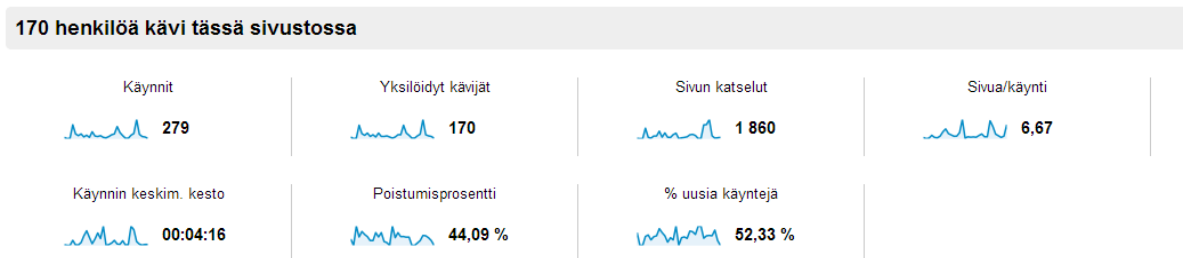 170 henkilöä kävi tässä sivustossa
Käynnit
279
Yksilöidyt kävijät
170
Sivun katselut
1 860
Sivua/käynti
6,67
Käynnin keskim. kesto
00:04:16
Poistumisprosentti
44,09 %
% uusia käyntejä
52,33 %